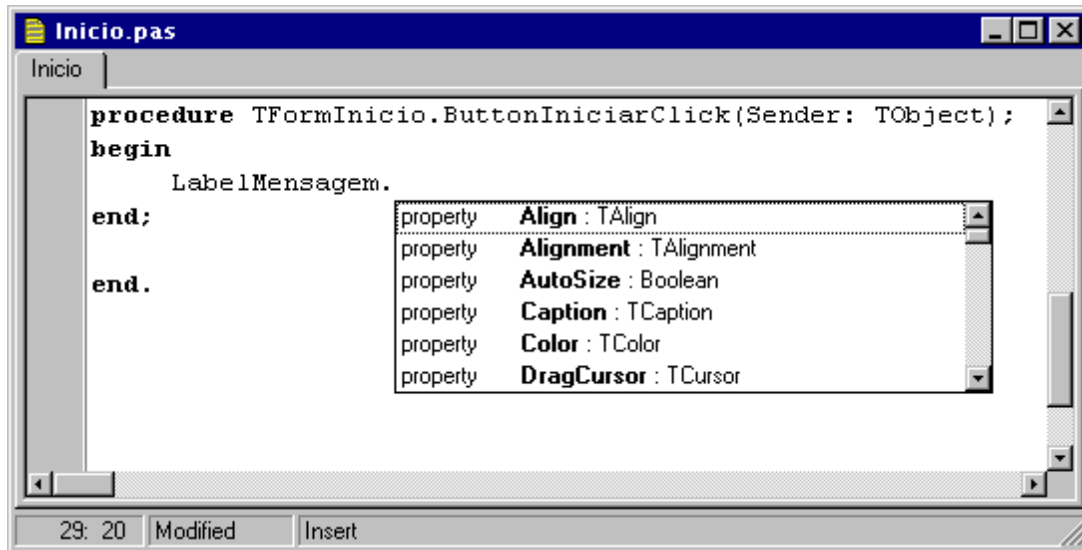 Inicio.pas
Inicio
procedure TFormInicio.ButtonIniciarClick(Sender: TObject);
begin
LabelMensagem.
end;
property Align : TAlign
property Alignment : TAlignment
end.
property AutoSize : Boolean
property Caption : TCaption
property Color : TColor
property DragCursor : TCursor
29: 20 Modified Insert